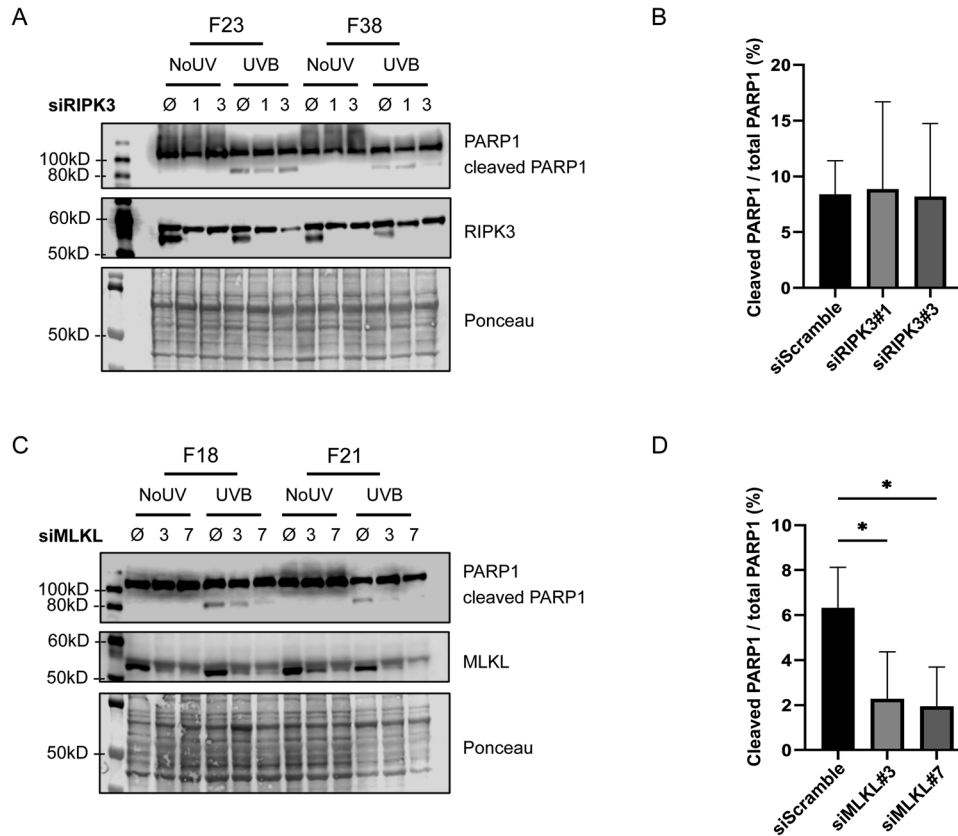 A
F23 F38
NoUV UVB NoUV UVB
siRIPK3 Ø 1 3 Ø 1 3 Ø 1 3 Ø 1 3
PARP1
100kD
cleaved PARP1
80kD
60kD
RIPK3
50kD
Ponceau
50kD
B
Cleaved PARP1 / total PARP1 (%)
20
15
10
5
0
siScramble
siRIPK3#1
siRIPK3#3
C
F18 F21
NoUV UVB NoUV UVB
siMLKL Ø 3 7 Ø 3 7 Ø 3 7 Ø 3 7
PARP1
100kD
cleaved PARP1
80kD
60kD
MLKL
50kD
Ponceau
50kD
D
Cleaved PARP1 / total PARP1 (%)
*
*
10
8
6
4
2
0
siScramble
siMLKL#3
siMLKL#7